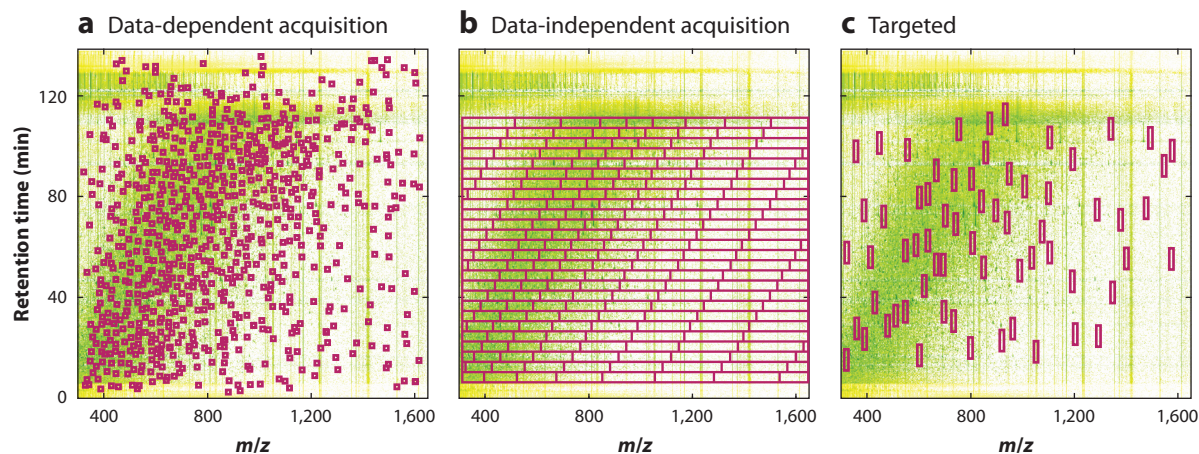 a Data-dependent acquisition
b Data-independent acquisition
c Targeted
Retention time (min)
120
80
40
0
400 800 1,200 1,600
400 800 1,200 1,600
400 800 1,200 1,600
m/z
m/z
m/z